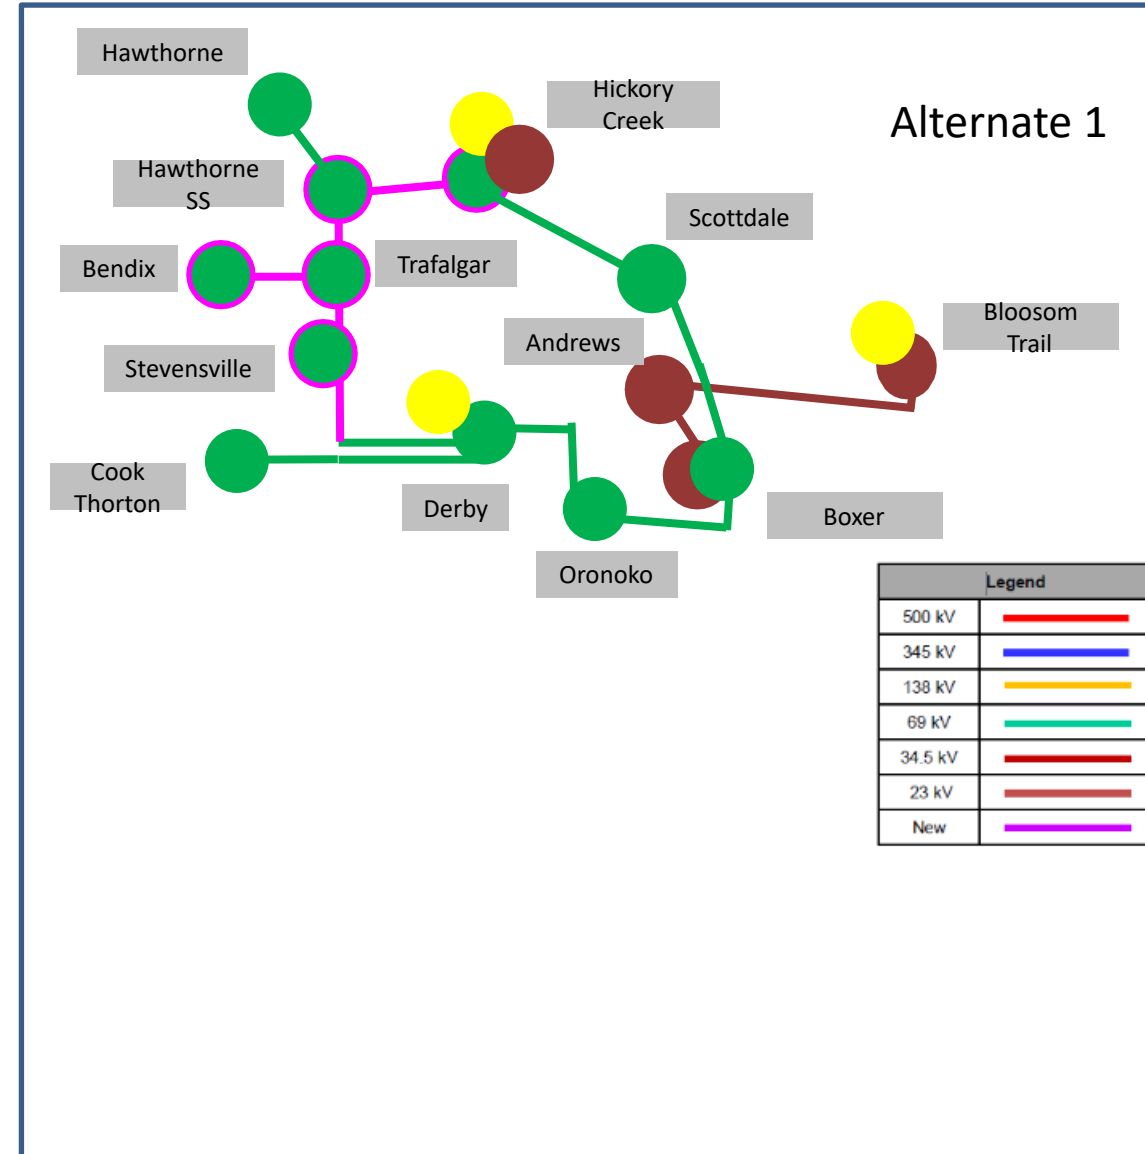 Hawthorne
Hickory
Creek
Alternate 1
Hawthorne
SS
Scottdale
Bendix
Trafalgar
Bloosom
Trail
Andrews
Stevensville
Cook
Thorton
Derby
Boxer
Oronoko
Legend
500 kV
345 kV
138 kV
69 kV
34.5 kV
23 kV
New